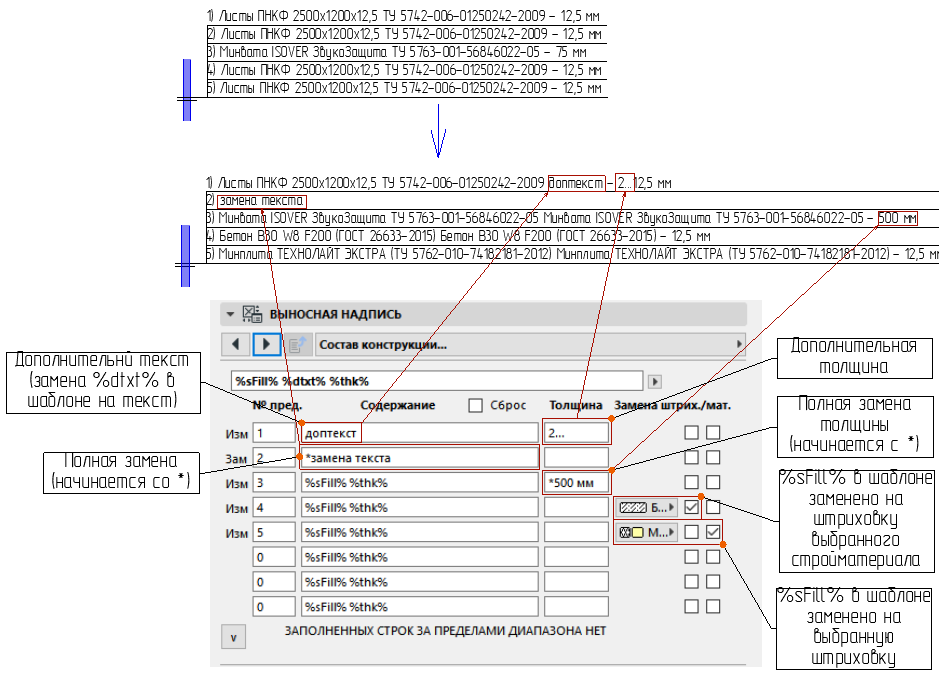 1) Листы ПНКФ 2500х1200х12,5 ТУ 5742-006-01250242-2009 - 12,5 мм
2) Листы ПНКФ 2500х1200х12,5 ТУ 5742-006-01250242-2009 - 12,5 мм
3) Минвата ISOVER ЗвукоЗащита ТУ 5763-001-56846022-05 - 75 мм
4) Листы ПНКФ 2500х1200х12,5 ТУ 5742-006-01250242-2009 - 12,5 мм
5) Листы ПНКФ 2500х1200х12,5 ТУ 5742-006-01250242-2009 - 12,5 мм
1) Листы ПНКФ 2500х1200х12,5 ТУ 5742-006-01250242-2009 доптекст - 2...12,5 мм
2) замена текста
3) Минвата ISOVER ЗвукоЗащита ТУ 5763-001-56846022-05 Минвата ISOVER ЗвукоЗащита ТУ 5763-001-56846022-05 - 500 мм
4) Бетон В30 W8 F200 (ГОСТ 26633-2015) Бетон В30 W8 F200 (ГОСТ 26633-2015) - 12,5 мм
5) Минплита ТЕХНОЛАЙТ ЭКСТРА (ТУ 5762-010-74182181-2012) Минплита ТЕХНОЛАЙТ ЭКСТРА (ТУ 5762-010-74182181-2012) - 12,5 мм
ВЫНОСНАЯ НАДПИСЬ
Состав конструкции...
%sFill% %dtxt% %thk%
№ пред. Содержание Сброс Толщина Замена штрих./мат.
Изм 1 доптекст 2...
Зам 2 *замена текста
Изм 3 %sFill% %thk% *500 мм
Изм 4 %sFill% %thk% Б...
Изм 5 %sFill% %thk% М...
0 %sFill% %thk%
0 %sFill% %thk%
0 %sFill% %thk%
v ЗАПОЛНЕННЫХ СТРОК ЗА ПРЕДЕЛАМИ ДИАПАЗОНА НЕТ
Дополнительнй текст
(замена %dtxt% в
шаблоне на текст)
Полная замена
(начинается со *)
Дополнительная
толщина
Полная замена
толщины
(начинается с *)
%sFill% в шаблоне
заменено на
штриховку
выбранного
стройматериала
%sFill% в шаблоне
заменено на
выбранную
штриховку